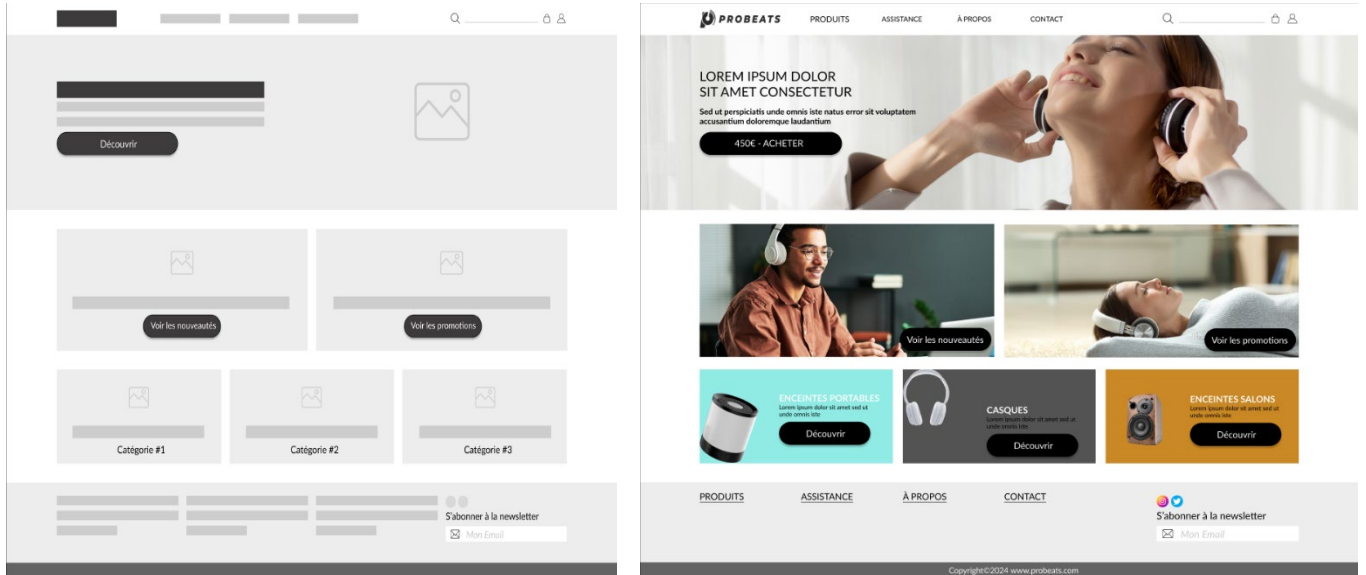 Découvrir
Voir les nouveautés
Voir les promotions
Catégorie #1
Catégorie #2
Catégorie #3
S'abonner à la newsletter
Mon Email
PROBEATS
PRODUITS
ASSISTANCE
À PROPOS
CONTACT
LOREM IPSUM DOLOR
SIT AMET CONSECTETUR
Sed ut perspiciatis unde omnis iste natus error sit voluptatem
accusantium doloremque laudantium
450€ - ACHETER
Voir les nouveautés
Voir les promotions
ENCEINTES PORTABLES
Lorem ipsum dolor sit amet sed ut
unde omnis iste
Découvrir
CASQUES
Lorem ipsum dolor sit amet sed ut
unde omnis iste
Découvrir
ENCEINTES SALONS
Lorem ipsum dolor sit amet sed ut
unde omnis iste
Découvrir
PRODUITS
ASSISTANCE
À PROPOS
CONTACT
S'abonner à la newsletter
Mon Email
Copyright©2024 www.probeats.com